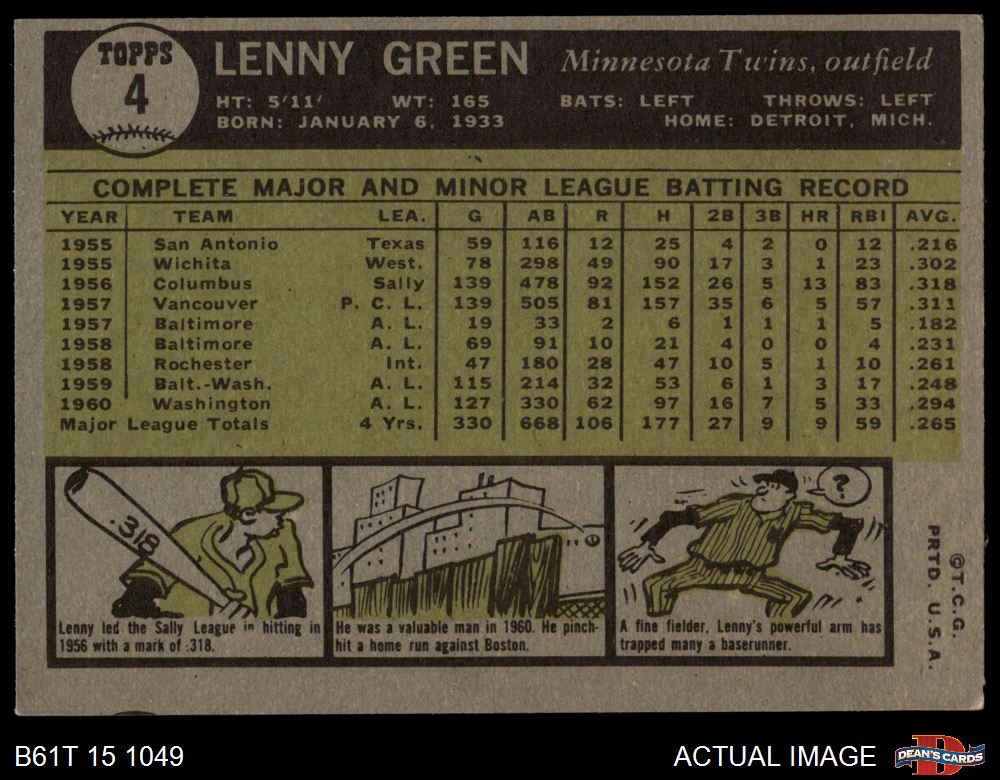 TOPPS
4
LENNY GREEN Minnesota Twins, outfield
HT: 5'11' WT: 165 BATS: LEFT THROWS: LEFT
BORN: JANUARY 6, 1933 HOME: DETROIT, MICH.
COMPLETE MAJOR AND MINOR LEAGUE BATTING RECORD
YEAR TEAM LEA. G AB R H 2B 3B HR RBI AVG.
1955 San Antonio Texas 59 116 12 25 4 2 0 12 .216
1955 Wichita West. 78 298 49 90 17 3 1 23 .302
1956 Columbus Sally 139 478 92 152 26 5 13 83 .318
1957 Vancouver P. C. L. 139 505 81 157 35 6 5 57 .311
1957 Baltimore A. L. 19 33 2 6 1 1 1 5 .182
1958 Baltimore A. L. 69 91 10 21 4 0 0 4 .231
1958 Rochester Int. 47 180 28 47 10 5 1 10 .261
1959 Balt.-Wash. A. L. 115 214 32 53 6 1 3 17 .248
1960 Washington A. L. 127 330 62 97 16 7 5 33 .294
Major League Totals 4 Yrs. 330 668 106 177 27 9 9 59 .265
.318
Lenny led the Sally League in hitting in
1956 with a mark of .318.
He was a valuable man in 1960. He pinch-
hit a home run against Boston.
?
A fine fielder, Lenny's powerful arm has
trapped many a baserunner.
©T.C.G.
PRTD. U.S.A.
B61T 15 1049
ACTUAL IMAGE
DEAN'S CARDS